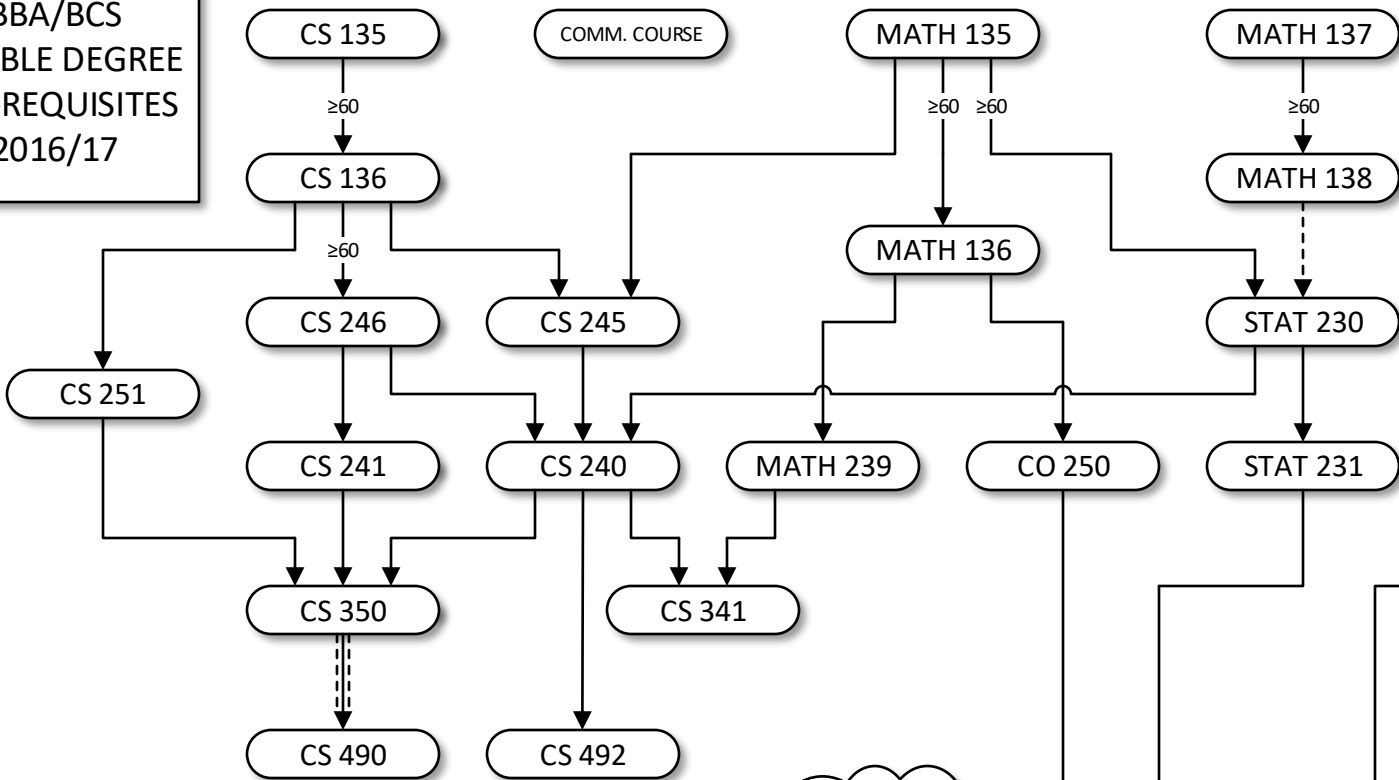 BBA/BCS
BLE DEGREE
REQUISITES
2016/17
CS 135
COMM. COURSE
MATH 135
MATH 137
≥60
≥60
≥60
≥60
CS 136
MATH 138
≥60
MATH 136
CS 246
CS 245
STAT 230
CS 251
CS 241
CS 240
MATH 239
CO 250
STAT 231
CS 350
CS 341
CS 490
CS 492